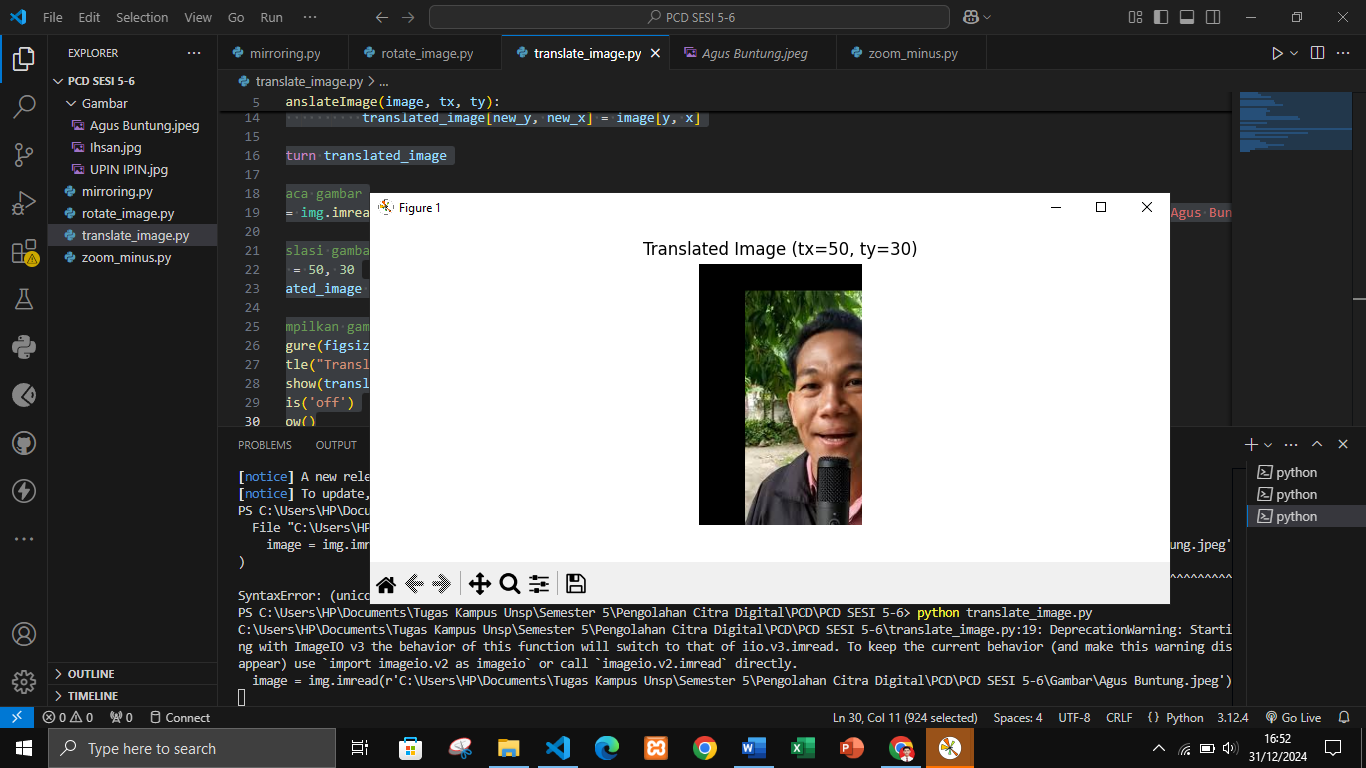 File Edit Selection View Go Run ··· PCD SESI 5-6
EXPLORER ···
PCD SESI 5-6
Gambar
Agus Buntung.jpeg
Ihsan.jpg
UPIN IPIN.jpg
mirroring.py
rotate_image.py
translate_image.py
zoom_minus.py
OUTLINE
TIMELINE
mirroring.py rotate_image.py translate_image.py Agus Buntung.jpeg zoom_minus.py
translate_image.py > ...
5 anslateImage(image, tx, ty):
14 translated_image[new_y, new_x] = image[y, x]
15
16 turn translated_image
17
18 aca gambar
19 = img.imrea Agus Bun
20
21 slasi gamba
22 = 50, 30
23 ated_image
24
25 mpilkan gam
26 gure(figsiz
27 tle("Transl
28 show(transl
29 is('off')
30 ow()
Figure 1
Translated Image (tx=50, ty=30)
PROBLEMS OUTPUT
[notice] A new rele
[notice] To update,
PS C:\Users\HP\Docu
File "C:\Users\HP
image = img.imr ung.jpeg'
)
^^^^^^^^^
SyntaxError: (unico
PS C:\Users\HP\Documents\Tugas Kampus Unsp\Semester 5\Pengolahan Citra Digital\PCD\PCD SESI 5-6> python translate_image.py
C:\Users\HP\Documents\Tugas Kampus Unsp\Semester 5\Pengolahan Citra Digital\PCD\PCD SESI 5-6\translate_image.py:19: DeprecationWarning: Starti
ng with ImageIO v3 the behavior of this function will switch to that of iio.v3.imread. To keep the current behavior (and make this warning dis
appear) use `import imageio.v2 as imageio` or call `imageio.v2.imread` directly.
image = img.imread(r'C:\Users\HP\Documents\Tugas Kampus Unsp\Semester 5\Pengolahan Citra Digital\PCD\PCD SESI 5-6\Gambar\Agus Buntung.jpeg')
python
python
python
0 0 0 Connect Ln 30, Col 11 (924 selected) Spaces: 4 UTF-8 CRLF {} Python 3.12.4 Go Live
Type here to search
16:52
31/12/2024